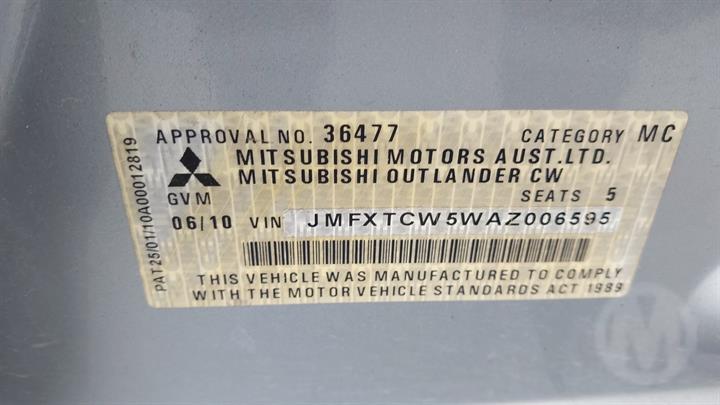 APPROVAL NO. 36477 CATEGORY MC
MITSUBISHI MOTORS AUST.LTD.
MITSUBISHI OUTLANDER CW
GVM SEATS 5
06/10 VIN JMFXTCW5WAZ006595
THIS VEHICLE WAS MANUFACTURED TO COMPLY
WITH THE MOTOR VEHICLE STANDARDS ACT 1989
PAT25/01/10A00012819
M